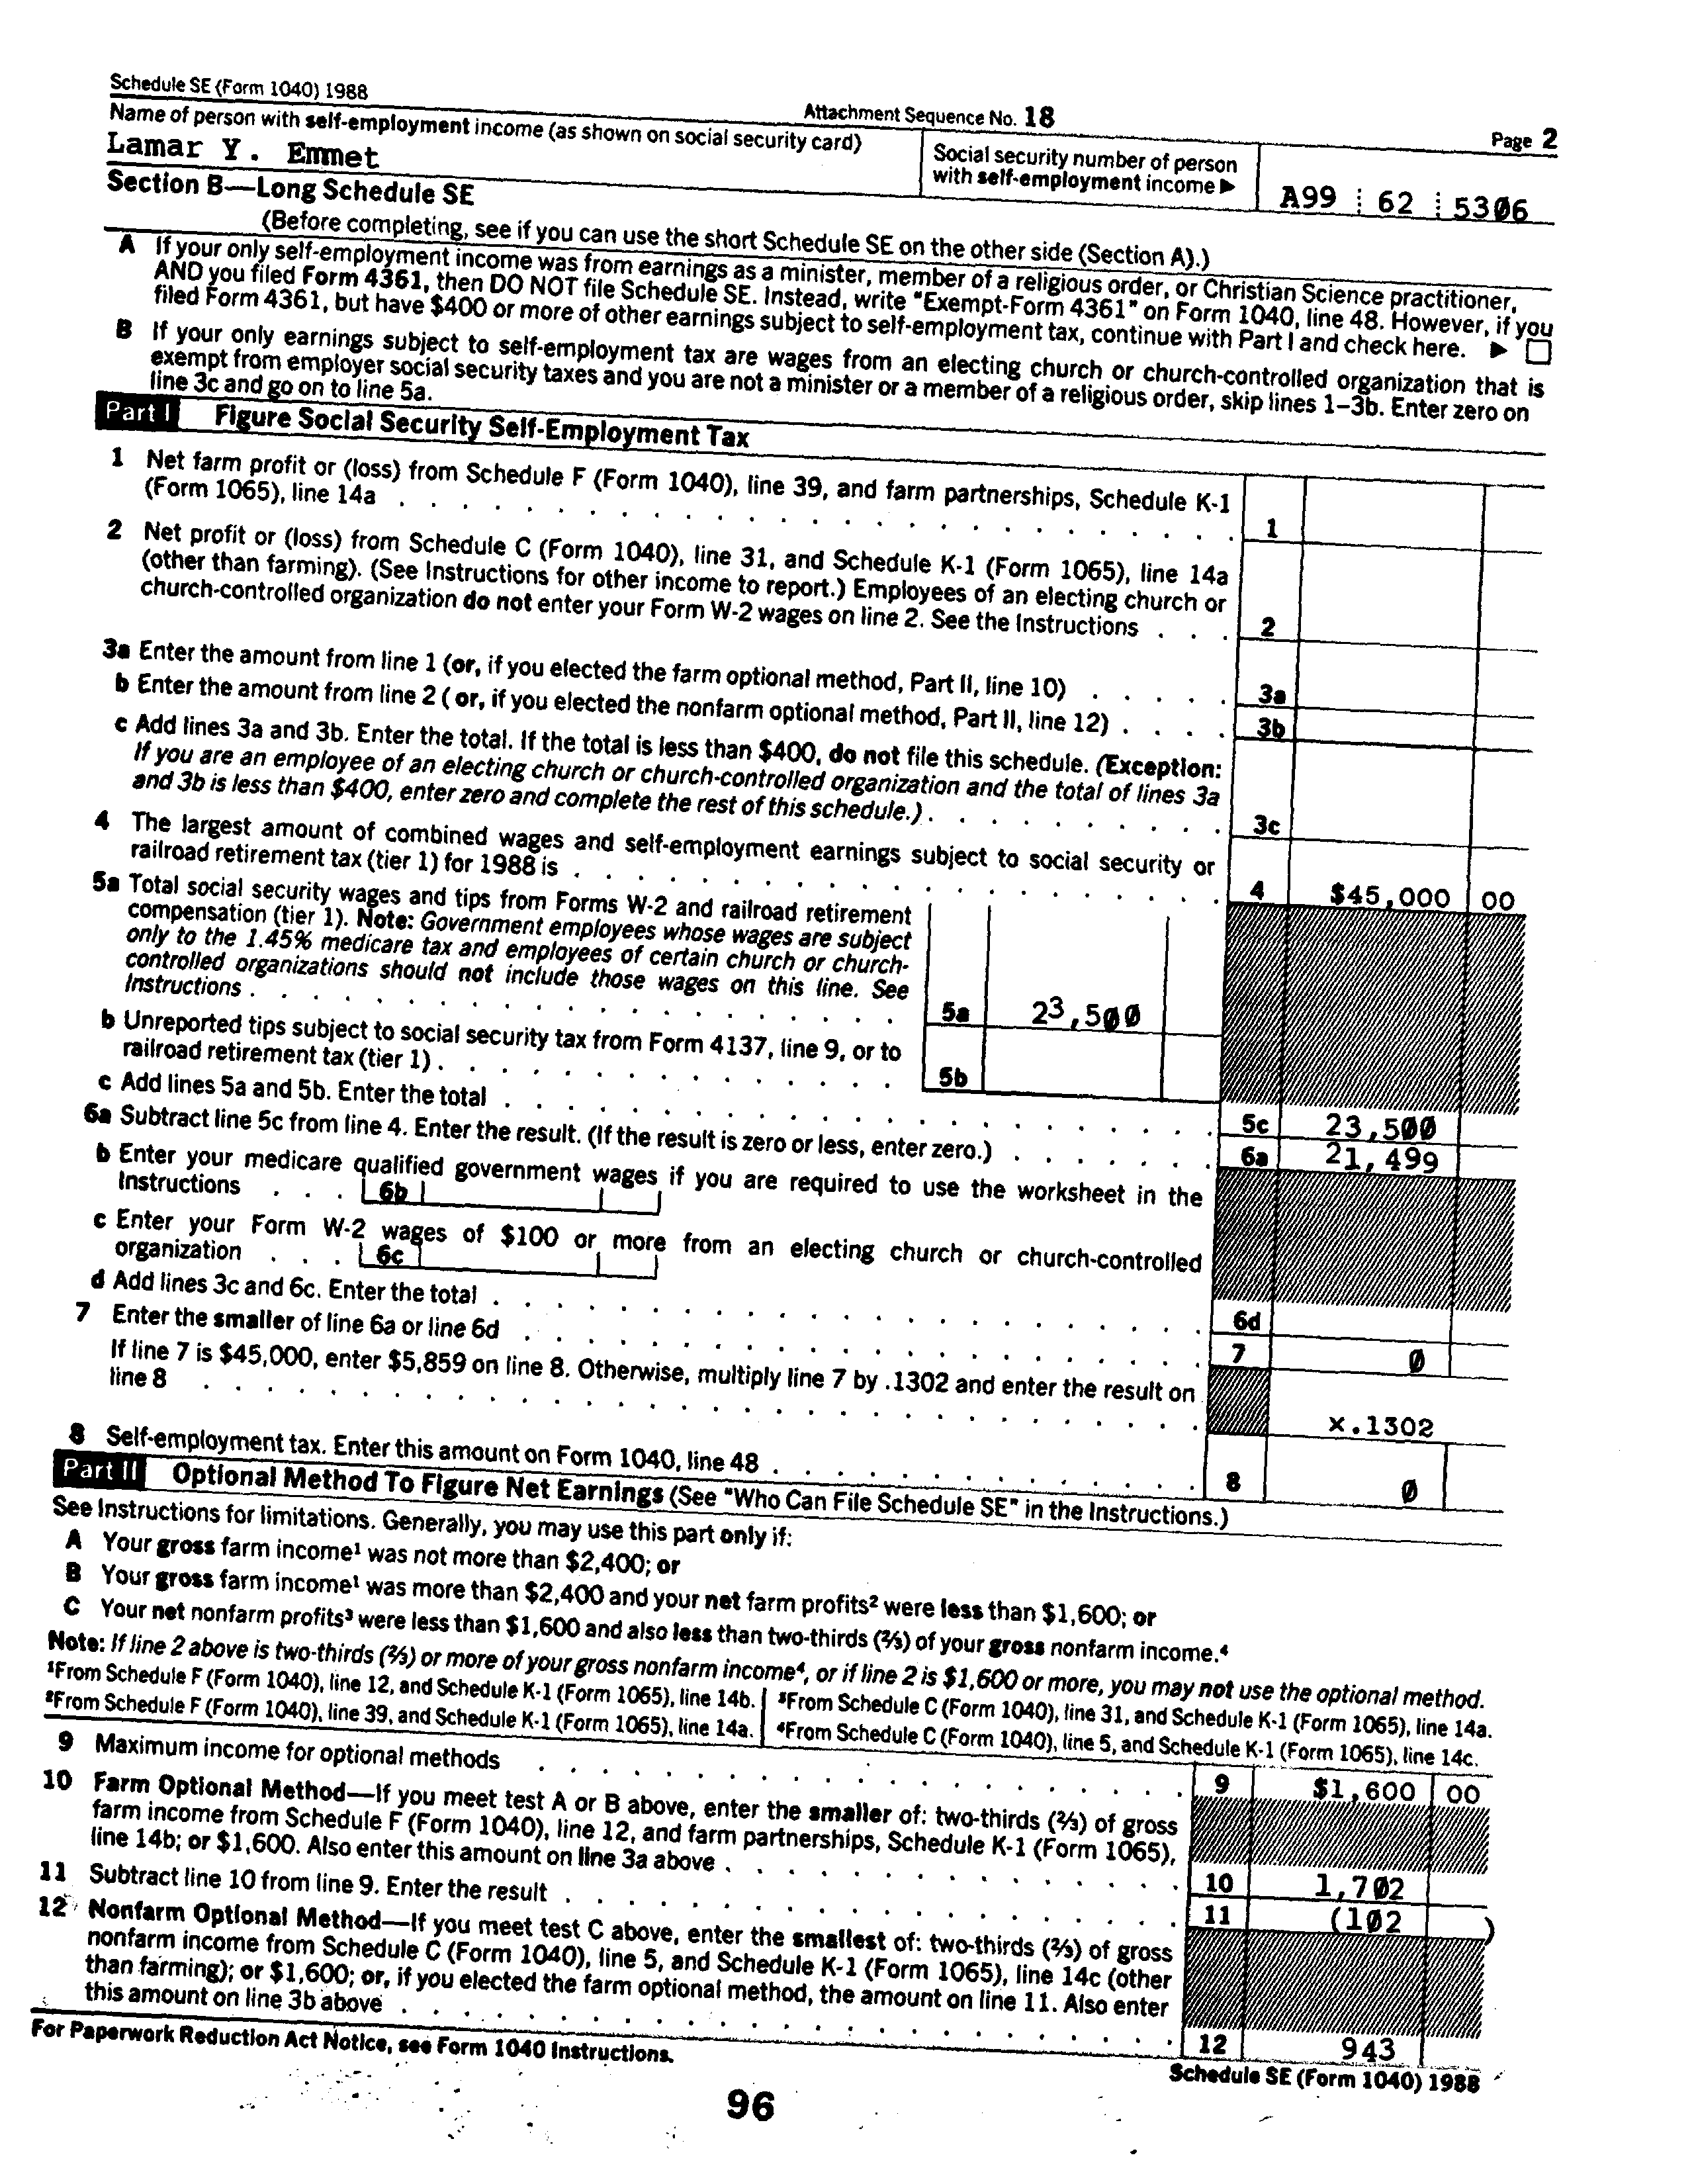 Schedule SE (Form 1040) 1988
Attachment Sequence No. 18
Page 2
Name of person with self-employment income (as shown on social security card)
Lamar Y. Emmet
Social security number of person
with self-employment income ▶
A99 62 5306
Section B—Long Schedule SE
(Before completing, see if you can use the short Schedule SE on the other side (Section A).)
A If your only self-employment income was from earnings as a minister, member of a religious order, or Christian Science practitioner,
AND you filed Form 4361, then DO NOT file Schedule SE. Instead, write "Exempt-Form 4361" on Form 1040, line 48. However, if you
filed Form 4361, but have $400 or more of other earnings subject to self-employment tax, continue with Part I and check here. ▶ ☐
B If your only earnings subject to self-employment tax are wages from an electing church or church-controlled organization that is
exempt from employer social security taxes and you are not a minister or a member of a religious order, skip lines 1–3b. Enter zero on
line 3c and go on to line 5a.
Part I Figure Social Security Self-Employment Tax
1 Net farm profit or (loss) from Schedule F (Form 1040), line 39, and farm partnerships, Schedule K-1
(Form 1065), line 14a . . . . . . . . . . 1
2 Net profit or (loss) from Schedule C (Form 1040), line 31, and Schedule K-1 (Form 1065), line 14a
(other than farming). (See Instructions for other income to report.) Employees of an electing church or
church-controlled organization do not enter your Form W-2 wages on line 2. See the Instructions . . . 2
3a Enter the amount from line 1 (or, if you elected the farm optional method, Part II, line 10) . . . . . 3a
b Enter the amount from line 2 ( or, if you elected the nonfarm optional method, Part II, line 12) . . . . 3b
c Add lines 3a and 3b. Enter the total. If the total is less than $400, do not file this schedule. (Exception:
If you are an employee of an electing church or church-controlled organization and the total of lines 3a
and 3b is less than $400, enter zero and complete the rest of this schedule.) . . . . . . . . . . 3c
4 The largest amount of combined wages and self-employment earnings subject to social security or
railroad retirement tax (tier 1) for 1988 is . . . . . . . . . . 4 $45,000 00
5a Total social security wages and tips from Forms W-2 and railroad retirement
compensation (tier 1). Note: Government employees whose wages are subject
only to the 1.45% medicare tax and employees of certain church or church-
controlled organizations should not include those wages on this line. See
Instructions . . . . . . . . . . 5a 23,500
b Unreported tips subject to social security tax from Form 4137, line 9, or to
railroad retirement tax (tier 1) . . . . . . . . . . 5b
c Add lines 5a and 5b. Enter the total . . . . . . . . . . 5c 23,500
6a Subtract line 5c from line 4. Enter the result. (If the result is zero or less, enter zero.) . . . . . . . 6a 21,499
b Enter your medicare qualified government wages if you are required to use the worksheet in the
Instructions . . . 6b
c Enter your Form W-2 wages of $100 or more from an electing church or church-controlled
organization . . . 6c
d Add lines 3c and 6c. Enter the total . . . . . . . . . . 6d
7 Enter the smaller of line 6a or line 6d . . . . . . . . . . 7 0
If line 7 is $45,000, enter $5,859 on line 8. Otherwise, multiply line 7 by .1302 and enter the result on
line 8 . . . . . . . . . . x.1302
8 Self-employment tax. Enter this amount on Form 1040, line 48 . . . . . . . . . . 8 0
Part II Optional Method To Figure Net Earnings (See "Who Can File Schedule SE" in the Instructions.)
See Instructions for limitations. Generally, you may use this part only if:
A Your gross farm income¹ was not more than $2,400; or
B Your gross farm income¹ was more than $2,400 and your net farm profits² were less than $1,600; or
C Your net nonfarm profits³ were less than $1,600 and also less than two-thirds (⅔) of your gross nonfarm income.⁴
Note: If line 2 above is two-thirds (⅔) or more of your gross nonfarm income⁴, or if line 2 is $1,600 or more, you may not use the optional method.
¹From Schedule F (Form 1040), line 12, and Schedule K-1 (Form 1065), line 14b.
²From Schedule F (Form 1040), line 39, and Schedule K-1 (Form 1065), line 14a.
³From Schedule C (Form 1040), line 31, and Schedule K-1 (Form 1065), line 14a.
⁴From Schedule C (Form 1040), line 5, and Schedule K-1 (Form 1065), line 14c.
9 Maximum income for optional methods . . . . . . . . . . 9 $1,600 00
10 Farm Optional Method—If you meet test A or B above, enter the smaller of: two-thirds (⅔) of gross
farm income from Schedule F (Form 1040), line 12, and farm partnerships, Schedule K-1 (Form 1065),
line 14b; or $1,600. Also enter this amount on line 3a above . . . . . . . . . . 10 1,702
11 Subtract line 10 from line 9. Enter the result . . . . . . . . . . 11 (102 )
12 Nonfarm Optional Method—If you meet test C above, enter the smallest of: two-thirds (⅔) of gross
nonfarm income from Schedule C (Form 1040), line 5, and Schedule K-1 (Form 1065), line 14c (other
than farming); or $1,600; or, if you elected the farm optional method, the amount on line 11. Also enter
this amount on line 3b above . . . . . . . . . . 12 943
For Paperwork Reduction Act Notice, see Form 1040 Instructions.
Schedule SE (Form 1040) 1988
96